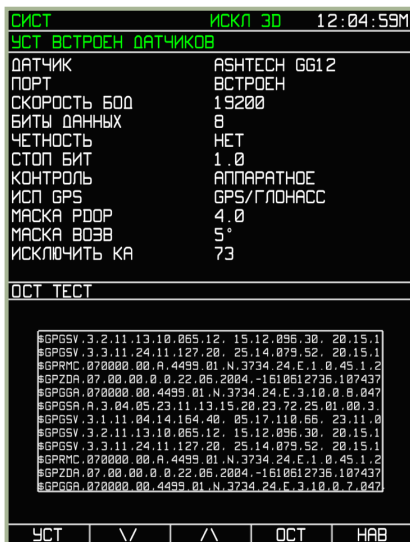 СИСТ ИСКЛ 3D 12:04:59M
УСТ ВСТРОЕН ДАТЧИКОВ
ДАТЧИК ASHTECH GG12
ПОРТ ВСТРОЕН
СКОРОСТЬ БОД 19200
БИТЫ ДАННЫХ 8
ЧЕТНОСТЬ НЕТ
СТОП БИТ 1.0
КОНТРОЛЬ АППАРАТНОЕ
ИСП GPS GPS/ГЛОНАСС
МАСКА PDOP 4.0
МАСКА ВОЗВ 5°
ИСКЛЮЧИТЬ КА 73
ОСТ ТЕСТ
$GPGSV.3.2.11.13.10.065.12. 15.12.096.30. 20.15.1
$GPGSV.3.3.11.24.11.127.20. 25.14.079.52. 20.15.1
$GPRMC.070000.00.A.4499.01.N.3734.24.E.1.0.45.1.2
$GPZDA.07.00.00.0.0.22.06.2004.-1610612736.107437
$GPGGA.070000.00.4499.01.N.3734.24.E.3.10.0.8.047
$GPGSA.A.3.04.05.23.11.13.15.20.23.72.25.01.00.3.
$GPGSV.3.1.11.04.14.164.40. 05.17.110.66. 23.11.0
$GPGSV.3.2.11.13.10.065.12. 15.12.096.30. 20.15.1
$GPGSV.3.3.11.24.11.127.20. 25.14.079.52. 20.15.1
$GPRMC.070000.00.A.4499.01.N.3734.24.E.1.0.45.1.2
$GPZDA.07.00.00.0.0.22.06.2004.-1610612736.107437
$GPGGA.070000.00.4499.01.N.3734.24.E.3.10.0.7.047
УСТ \/ /\ ОСТ НАВ